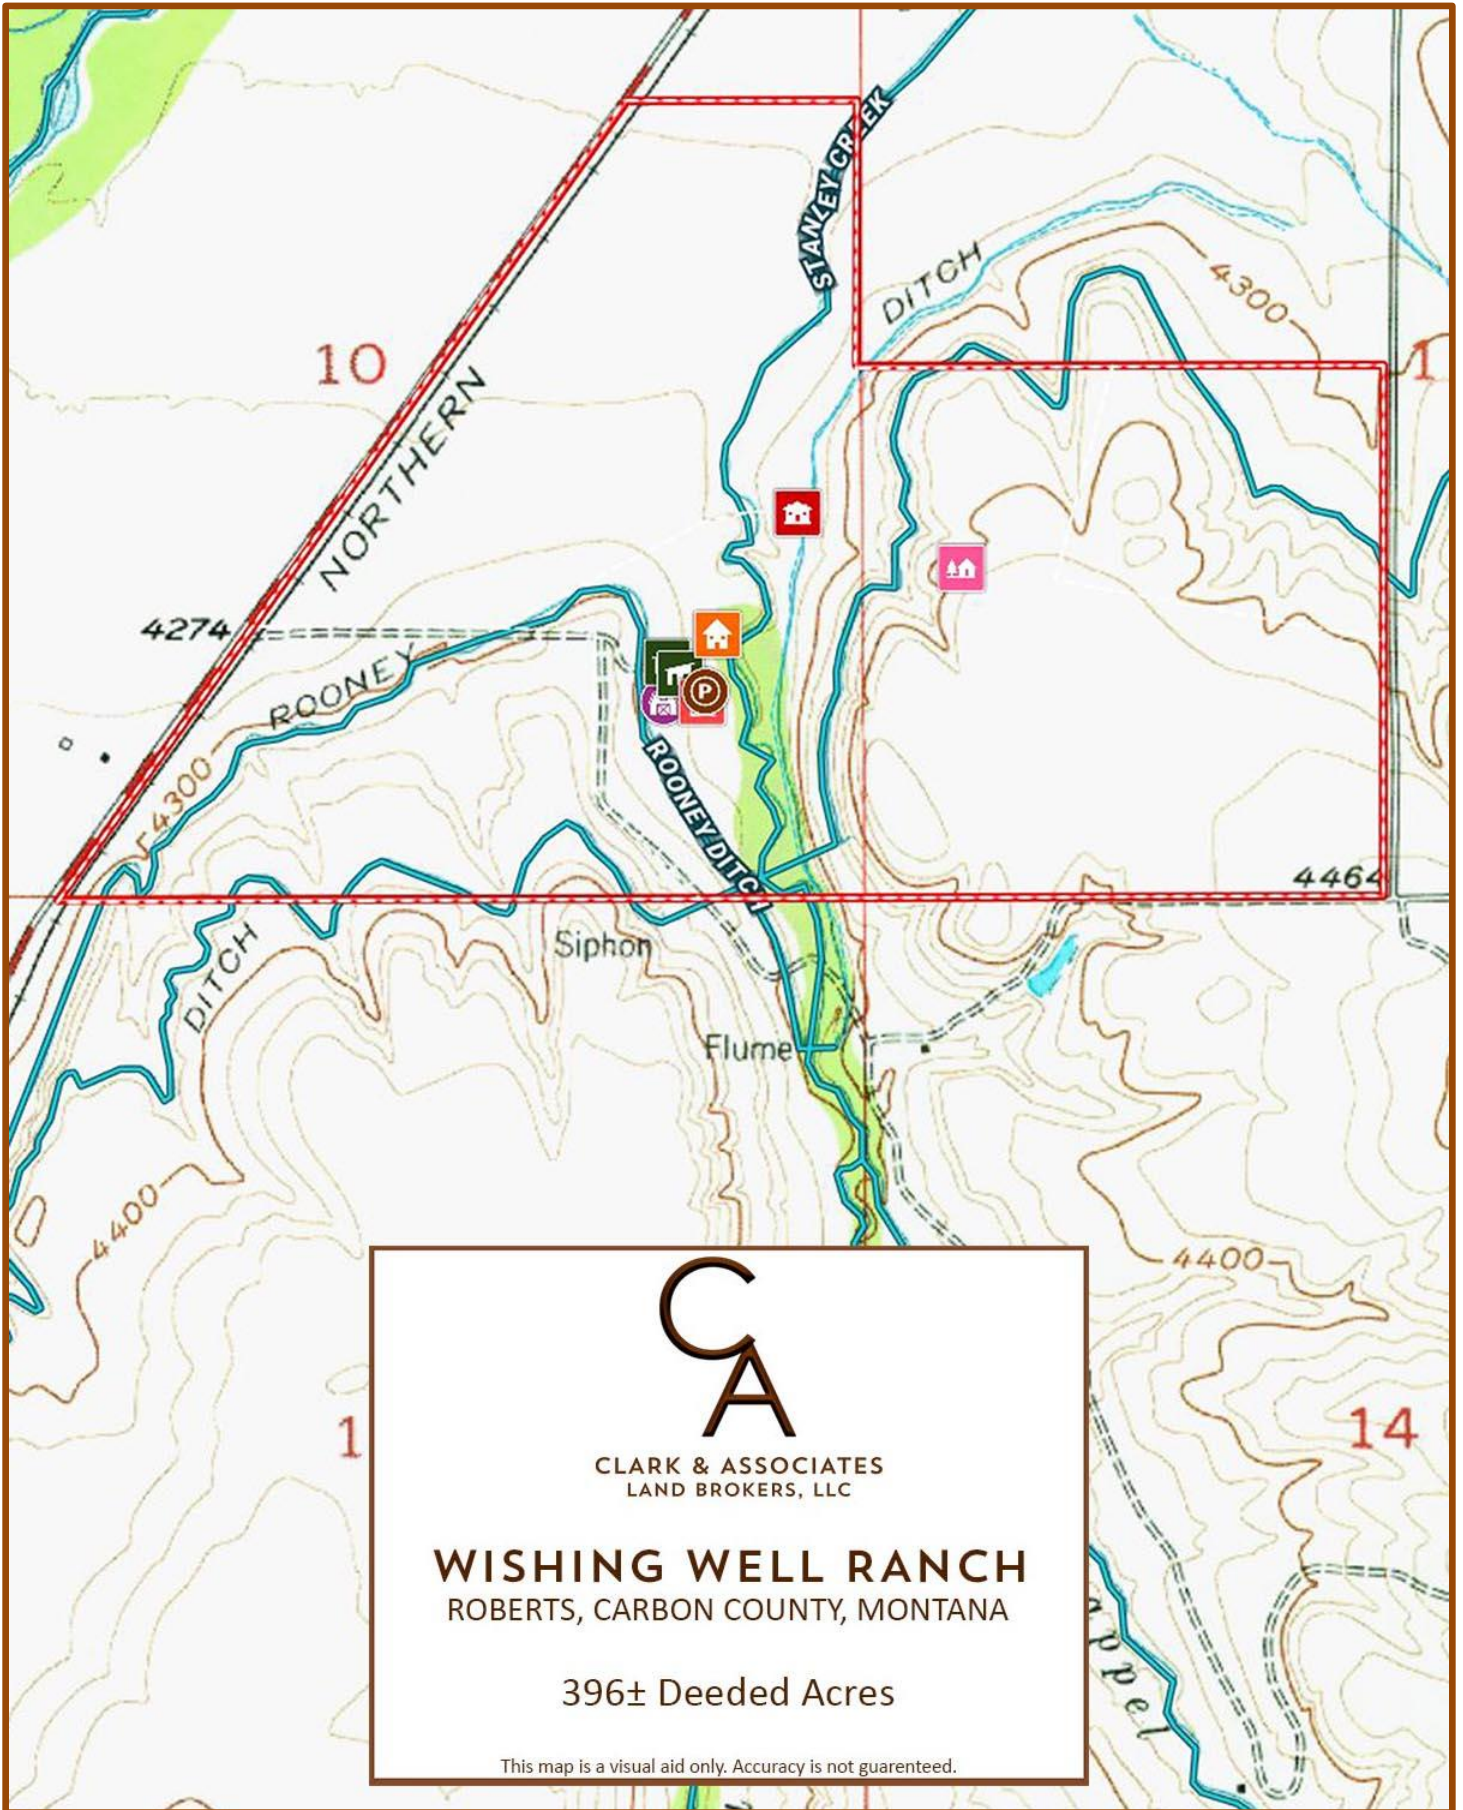 STANLEY CREEK
DITCH
4300
10
1
NORTHERN
4274
ROONEY
P
4300
ROONEY DITCH
4464
Siphon
DITCH
Flume
4400
4400
1
14
CA
CLARK & ASSOCIATES
LAND BROKERS, LLC
WISHING WELL RANCH
ROBERTS, CARBON COUNTY, MONTANA
396± Deeded Acres
This map is a visual aid only. Accuracy is not guarenteed.
appel